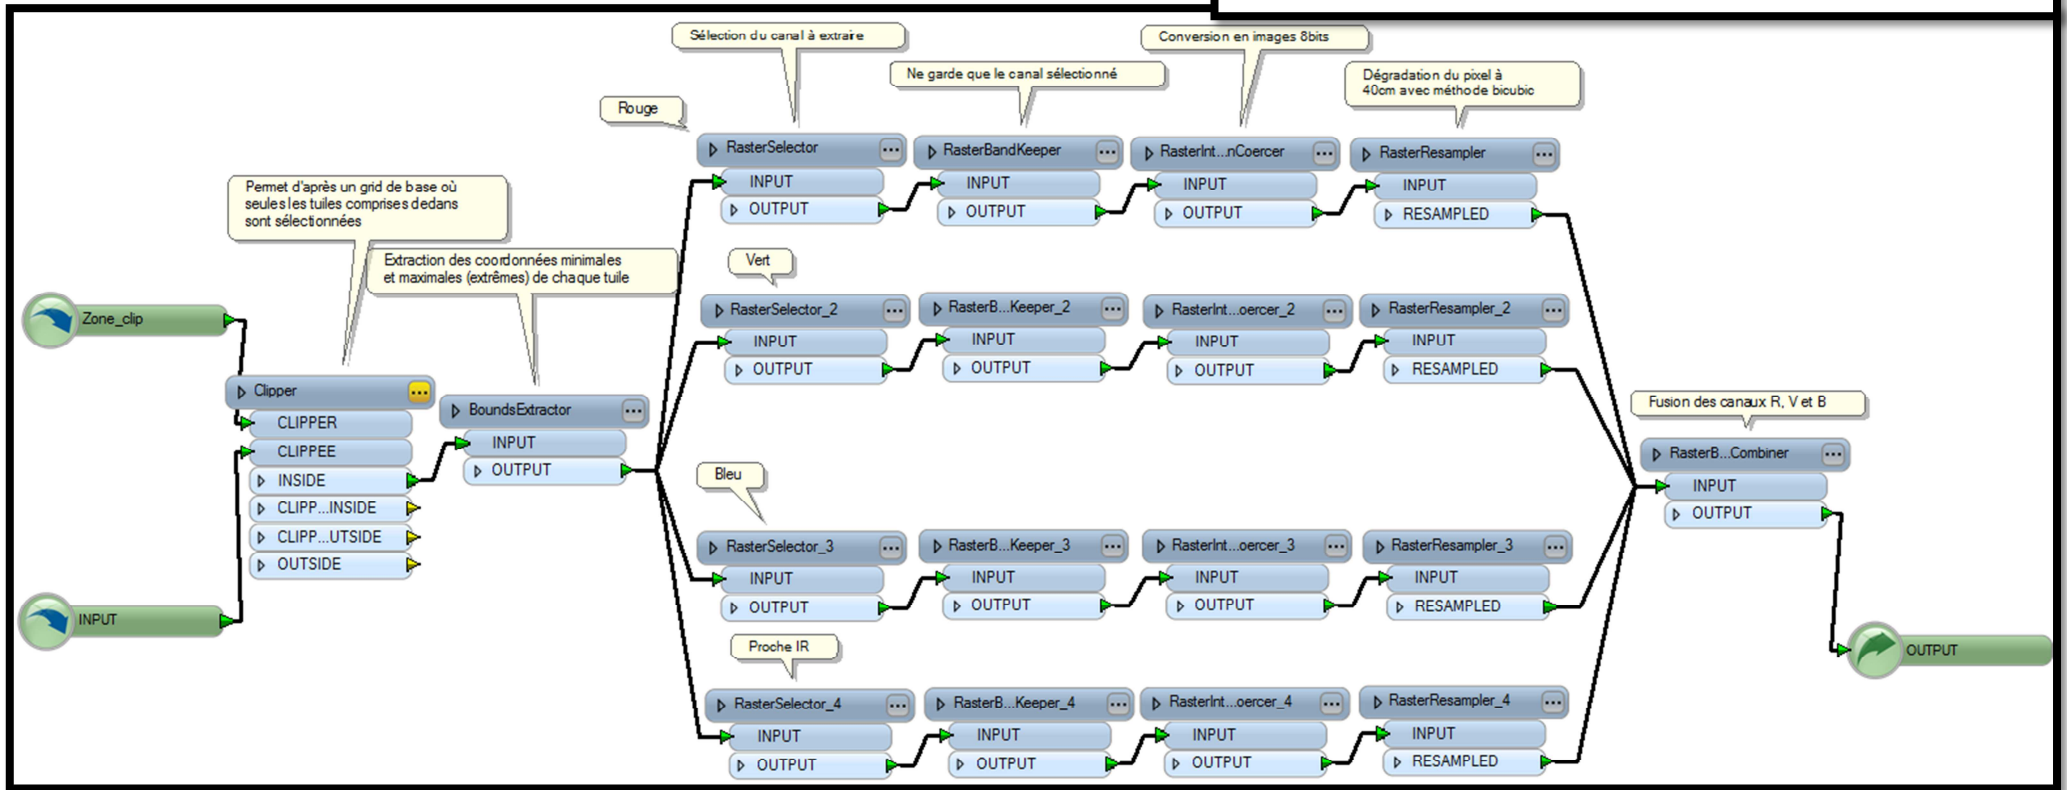 Sélection du canal à extraire
Conversion en images 8bits
Ne garde que le canal sélectionné
Dégradation du pixel à
40cm avec méthode bicubic
Rouge
RasterSelector
INPUT
OUTPUT
RasterBandKeeper
INPUT
OUTPUT
RasterInt...nCoercer
INPUT
OUTPUT
RasterResampler
INPUT
RESAMPLED
Permet d'après un grid de base où
seules les tuiles comprises dedans
sont sélectionnées
Extraction des coordonnées minimales
et maximales (extrêmes) de chaque tuile
Vert
RasterSelector_2
INPUT
OUTPUT
RasterB...Keeper_2
INPUT
OUTPUT
RasterInt...oercer_2
INPUT
OUTPUT
RasterResampler_2
INPUT
RESAMPLED
Zone_clip
Clipper
CLIPPER
CLIPPEE
INSIDE
CLIPP...INSIDE
CLIPP...UTSIDE
OUTSIDE
BoundsExtractor
INPUT
OUTPUT
Fusion des canaux R, V et B
RasterB...Combiner
INPUT
OUTPUT
Bleu
RasterSelector_3
INPUT
OUTPUT
RasterB...Keeper_3
INPUT
OUTPUT
RasterInt...oercer_3
INPUT
OUTPUT
RasterResampler_3
INPUT
RESAMPLED
INPUT
Proche IR
RasterSelector_4
INPUT
OUTPUT
RasterB...Keeper_4
INPUT
OUTPUT
RasterInt...oercer_4
INPUT
OUTPUT
RasterResampler_4
INPUT
RESAMPLED
OUTPUT